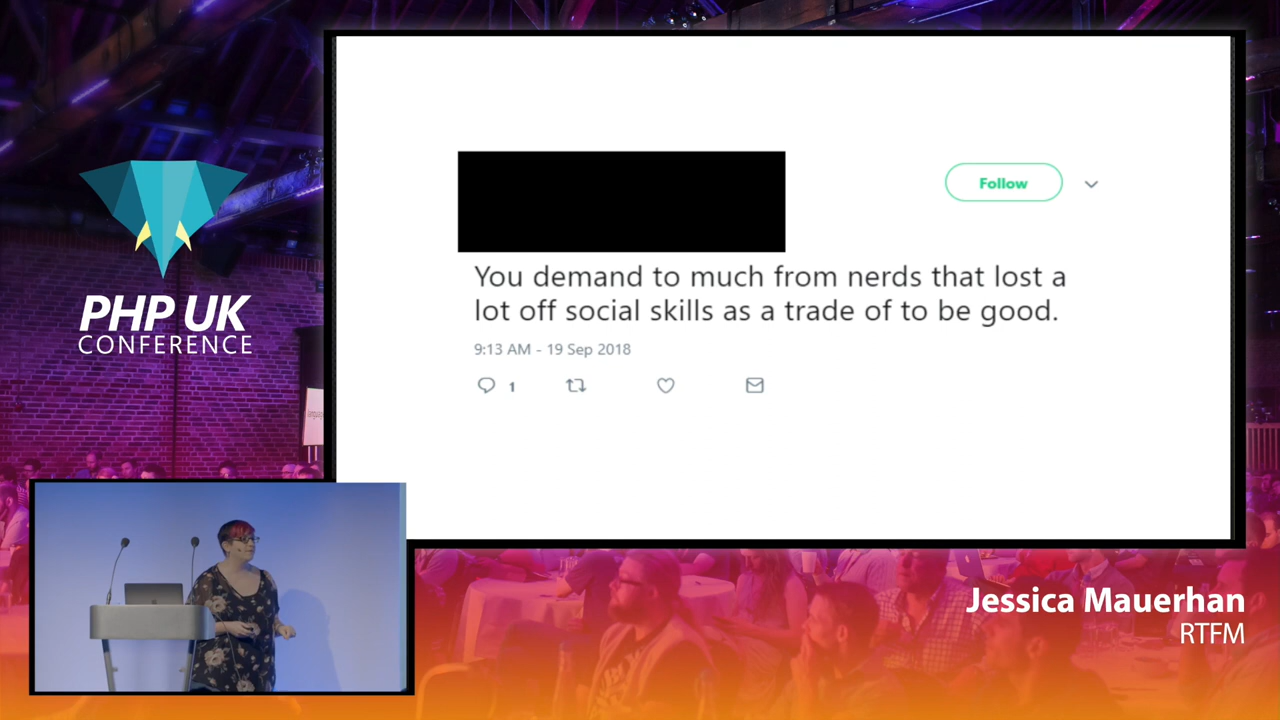 PHP UK
CONFERENCE
Follow
You demand to much from nerds that lost a
lot off social skills as a trade of to be good.
9:13 AM - 19 Sep 2018
1
Jessica Mauerhan
RTFM